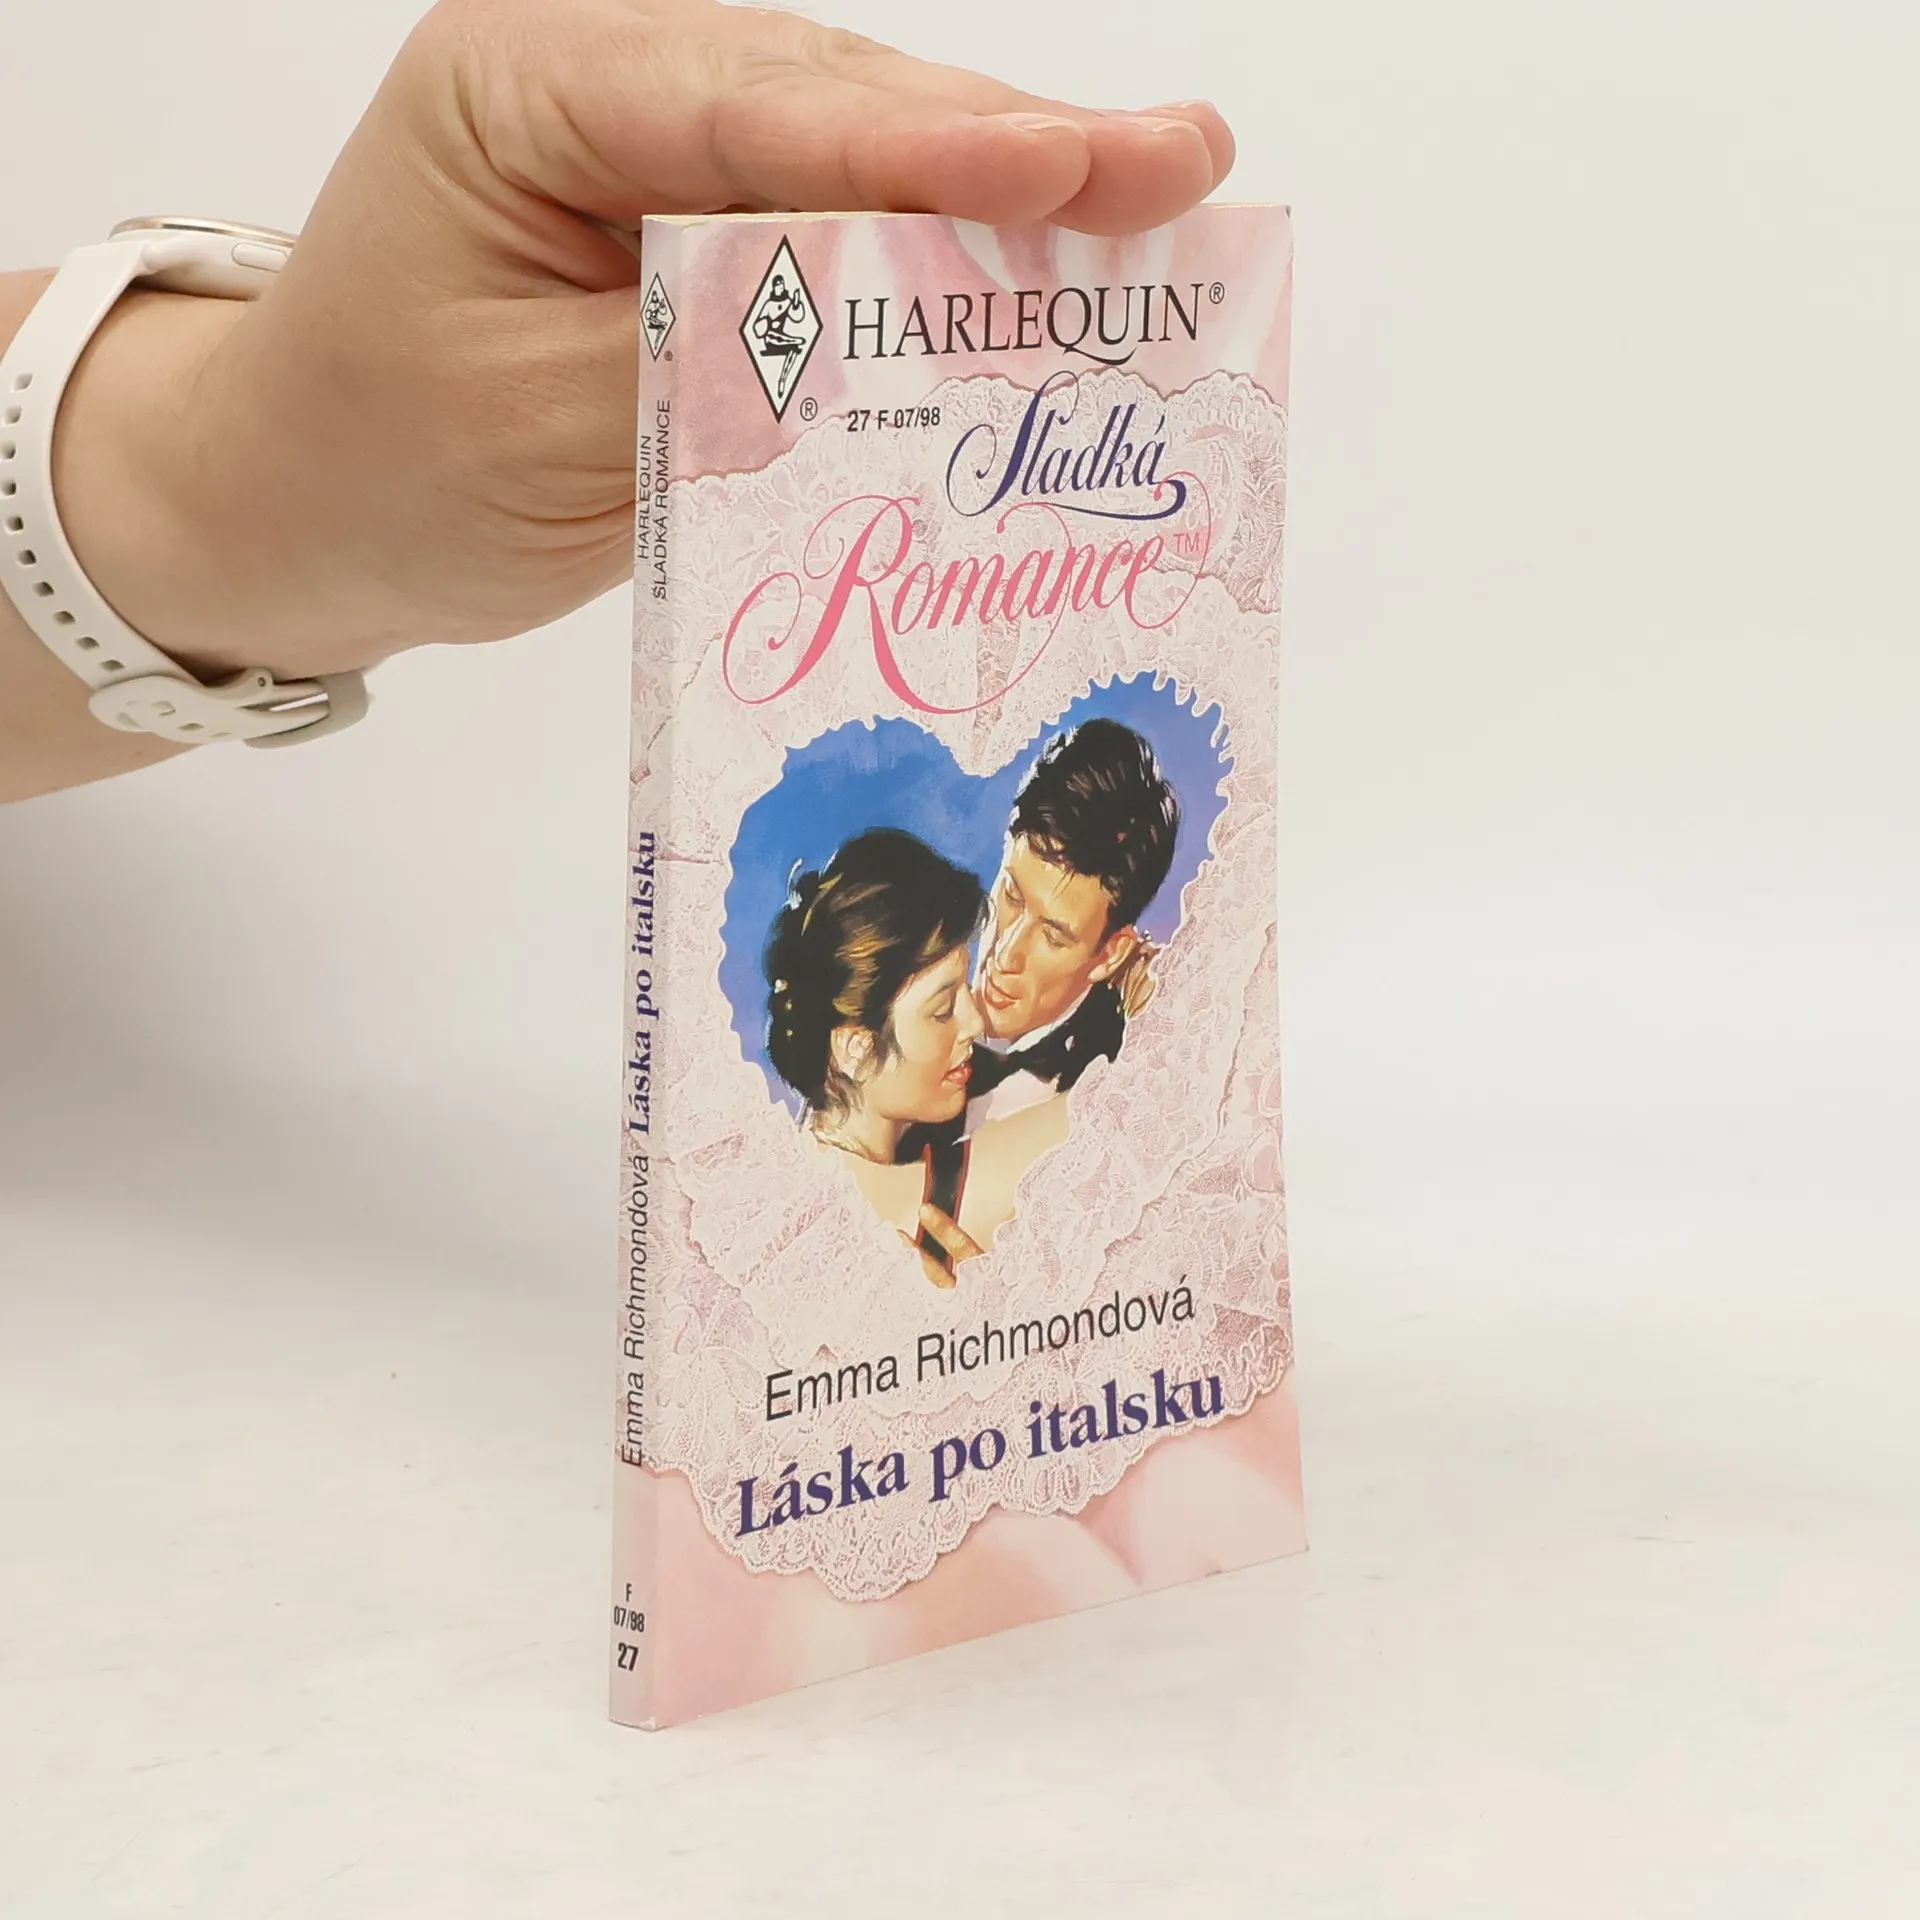 HARLEQUIN®
®
27 F 07/98
Sladká
Romance™
Emma Richmondová
Láska po italsku
®
HARLEQUIN
SLADKÁ ROMANCE
Emma Richmondová Láska po italsku
F
07/98
27